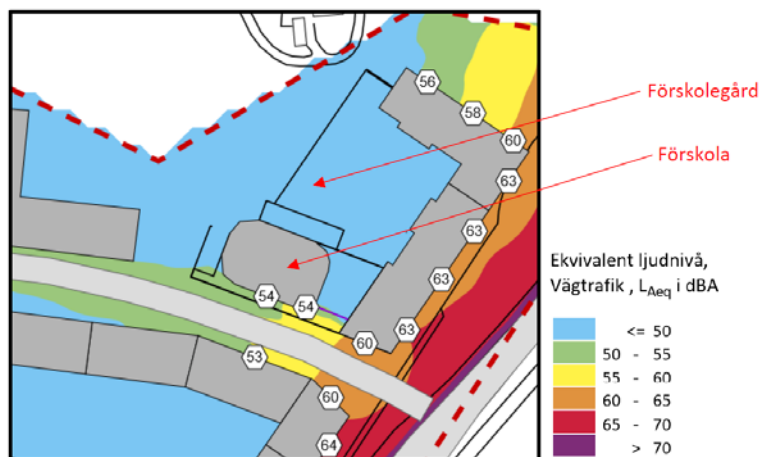 56
58
60
63
63
63
63
54
54
60
53
60
64
Förskolegård
Förskola
Ekvivalent ljudnivå,
Vägtrafik , LAeq i dBA
<= 50
50 - 55
55 - 60
60 - 65
65 - 70
> 70